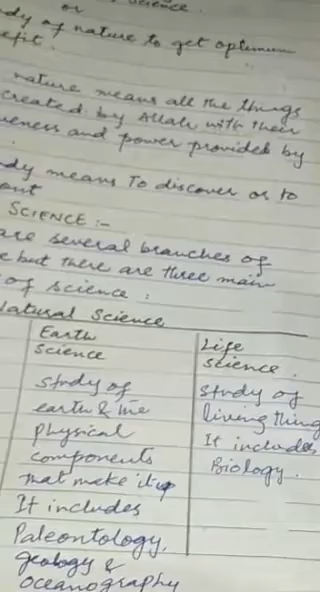 or Science.
dy of nature to get optimum
efit.
nature means all the things
created by Allah with their
ueness and power provided by
dy means To discover or to
out
SCIENCE :-
are several branches of
e but there are three main
of science :
Natural Science
Earth Science
study of
earth & the
physical
components
that make it up
It includes
Paleontology,
geology &
oceanography
Life
Science.
study of
living thing
It includes
Biology.